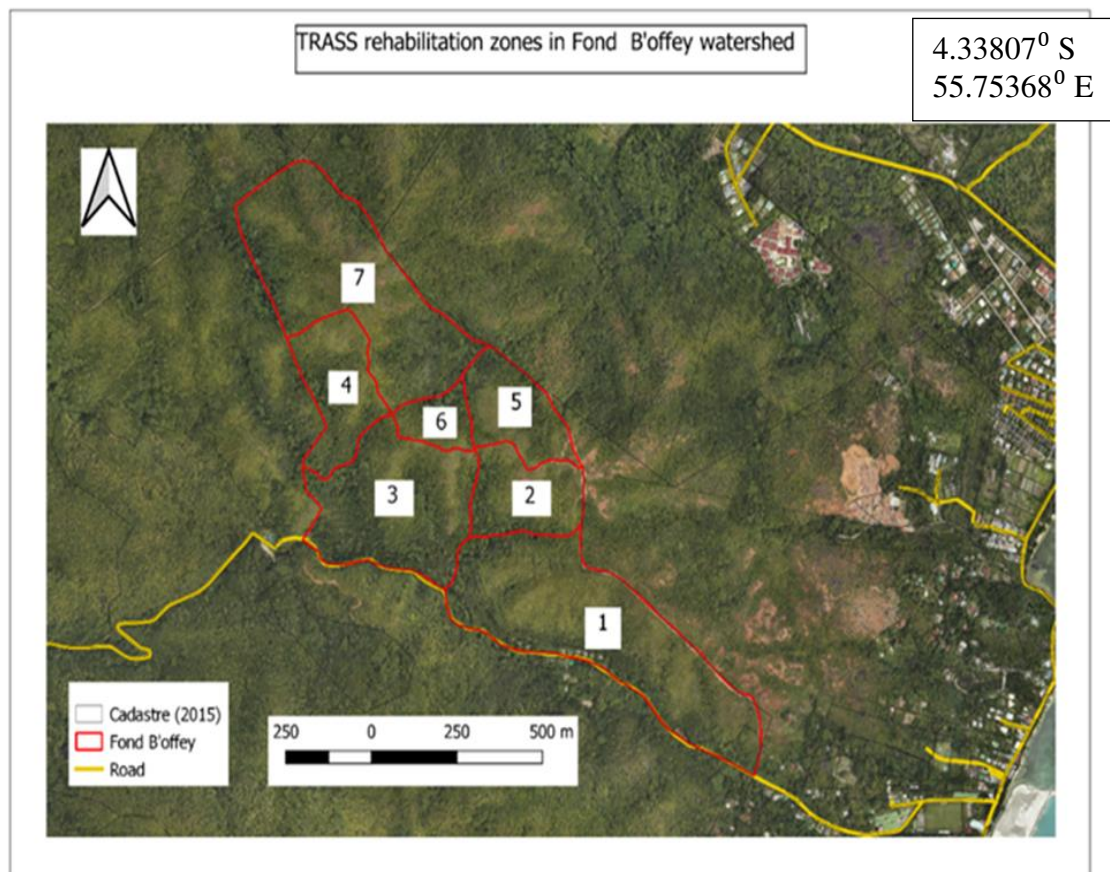 TRASS rehabilitation zones in Fond B'offey watershed
4.33807⁰ S
55.75368⁰ E
7
4
5
6
3
2
1
Cadastre (2015)
Fond B'offey
Road
250 0 250 500 m